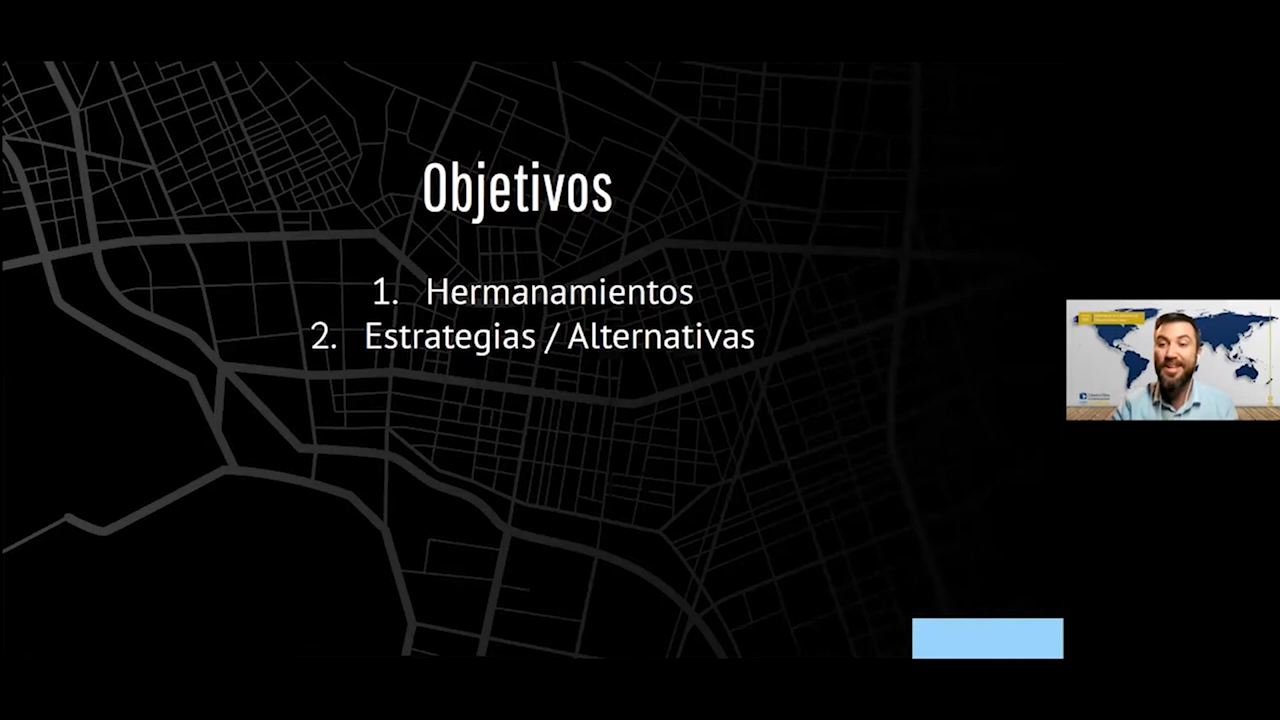 Objetivos
1. Hermanamientos
2. Estrategias / Alternativas